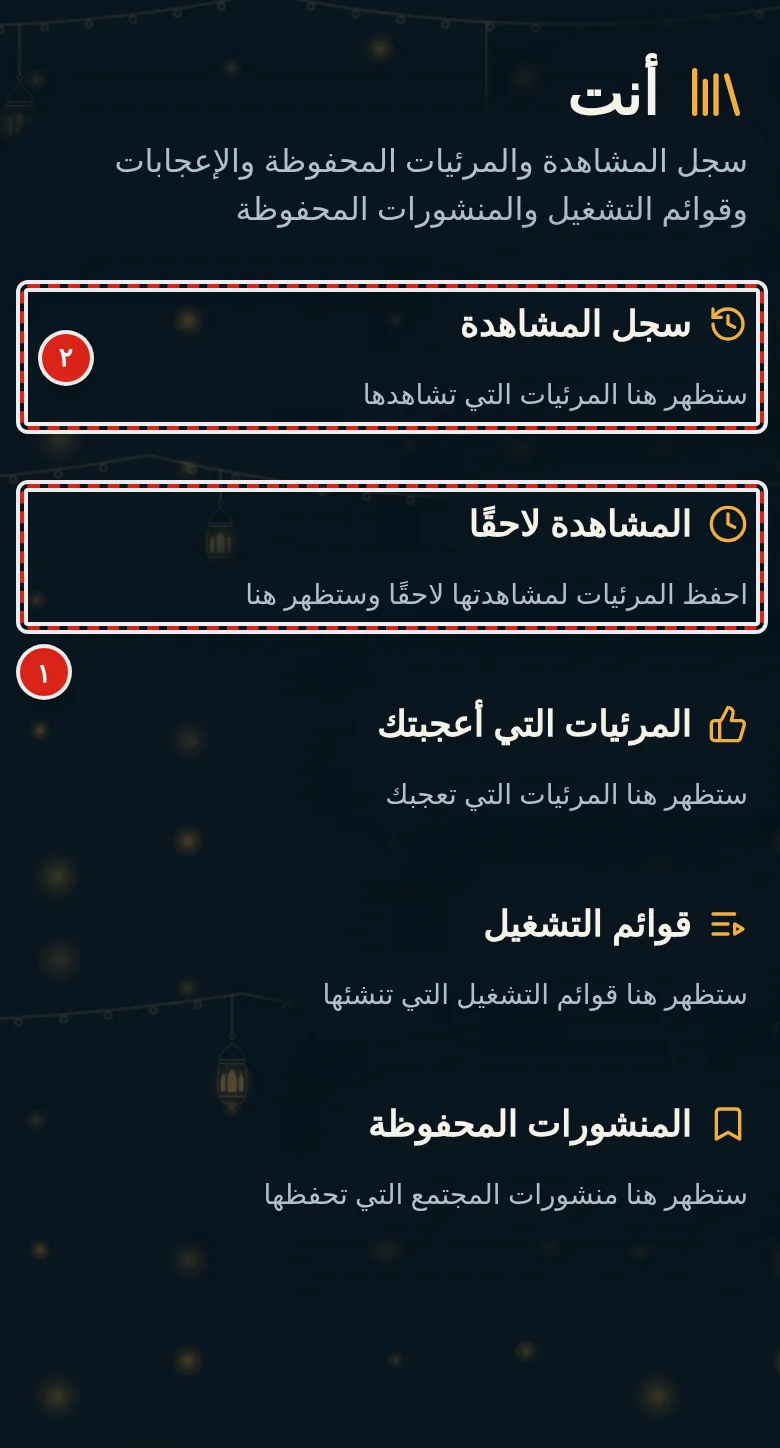 أنت
سجل المشاهدة والمرئيات المحفوظة والإعجابات
وقوائم التشغيل والمنشورات المحفوظة
سجل المشاهدة
٢
ستظهر هنا المرئيات التي تشاهدها
المشاهدة لاحقًا
احفظ المرئيات لمشاهدتها لاحقًا وستظهر هنا
١
المرئيات التي أعجبتك
ستظهر هنا المرئيات التي تعجبك
قوائم التشغيل
ستظهر هنا قوائم التشغيل التي تنشئها
المنشورات المحفوظة
ستظهر هنا منشورات المجتمع التي تحفظها